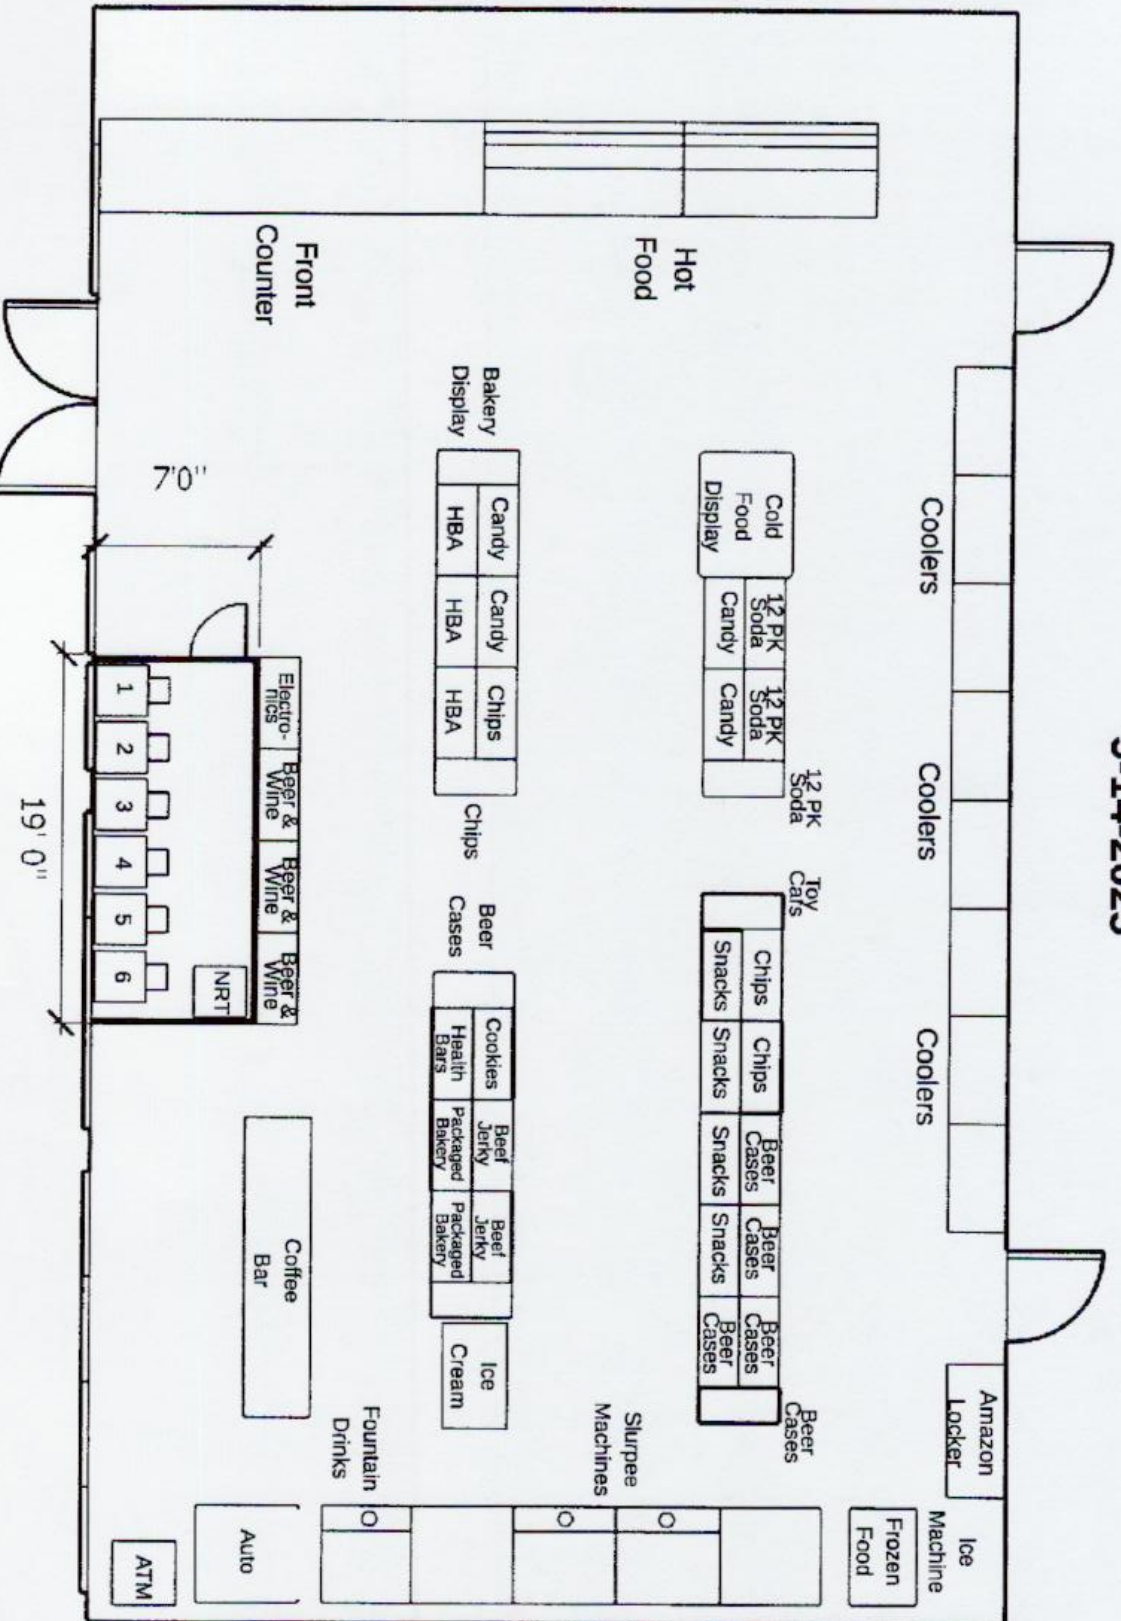 Coolers
Coolers
Coolers
Amazon
Locker
Ice
Machine
Frozen
Food
Hot
Food
Cold
Food
Display
12 PK
Soda
12 PK
Soda
Candy
Candy
12 PK
Soda
Toy
Cars
Chips
Chips
Beer
Cases
Beer
Cases
Beer
Cases
Snacks
Snacks
Snacks
Snacks
Beer
Cases
Beer
Cases
Slurpee
Machines
Bakery
Display
Candy
Candy
Chips
HBA
HBA
HBA
Chips
Beer
Cases
Cookies
Beef
Jerky
Beef
Jerky
Health
Bars
Packaged
Bakery
Packaged
Bakery
Ice
Cream
Fountain
Drinks
Front
Counter
Electro-
nics
Beer &
Wine
Beer &
Wine
Beer &
Wine
Coffee
Bar
Auto
7'0"
NRT
1
2
3
4
5
6
ATM
19' 0"